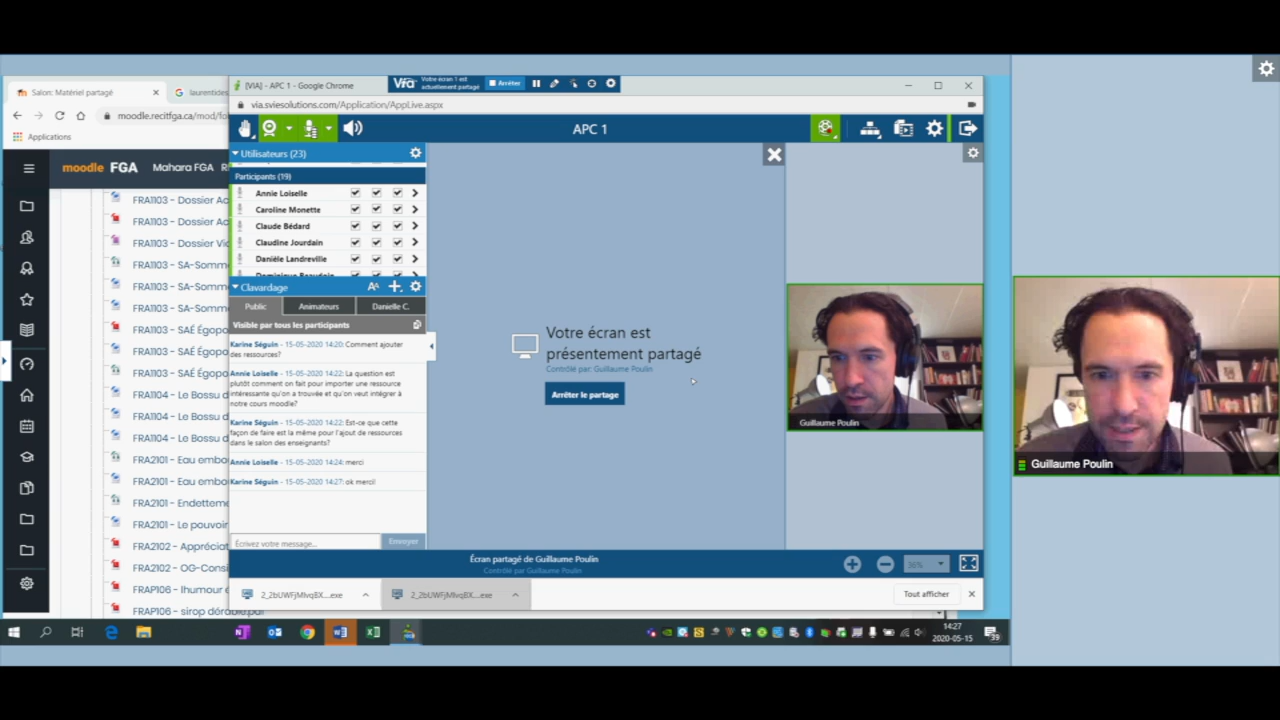 Salon: Matériel partagé
laurentides
moodle.recitfga.ca/mod/fo
Applications
moodle FGA
Mahara FGA
FRA1103 - Dossier Ac
FRA1103 - Dossier Ac
FRA1103 - Dossier Vi
FRA1103 - SA-Somm
FRA1103 - SA-Somm
FRA1103 - SA-Somm
FRA1103 - SAÉ Égopo
FRA1103 - SAÉ Égopo
FRA1103 - SAÉ Égopo
FRA1104 - Le Bossu d
FRA1104 - Le Bossu d
FRA1104 - Le Bossu d
FRA2101 - Eau embo
FRA2101 - Eau embo
FRA2101 - Endettem
FRA2101 - Le pouvoir
FRA2102 - Appréciat
FRA2102 - OG-Consi
FRAP106 - lhumour e
FRAP106 - sirop dérable.pdf
[VIA] - APC 1 - Google Chrome
Via
Votre écran 1 est
actuellement partagé
Arrêter
via.sviesolutions.com/Application/AppLive.aspx
APC 1
Utilisateurs (23)
Participants (19)
Annie Loiselle
Caroline Monette
Claude Bédard
Claudine Jourdain
Danièle Landreville
Dominique Beaudoin
Clavardage
Public
Animateurs
Danielle C.
Visible par tous les participants
Karine Séguin - 15-05-2020 14:20: Comment ajouter
des ressources?
Annie Loiselle - 15-05-2020 14:22: La question est
plutôt comment on fait pour importer une ressource
intéressante qu'on a trouvée et qu'on veut intégrer à
notre cours moodle?
Karine Séguin - 15-05-2020 14:22: Est-ce que cette
façon de faire est la même pour l'ajout de ressources
dans le salon des enseignants?
Annie Loiselle - 15-05-2020 14:24: merci
Karine Séguin - 15-05-2020 14:27: ok merci!
Écrivez votre message...
Envoyer
Votre écran est
présentement partagé
Contrôlé par: Guillaume Poulin
Arrêter le partage
Guillaume Poulin
Guillaume Poulin
Écran partagé de Guillaume Poulin
Contrôlé par Guillaume Poulin
36%
2_2bUWFjMlvqBX....exe
2_2bUWFjMlvqBX....exe
Tout afficher
14:27
2020-05-15
39